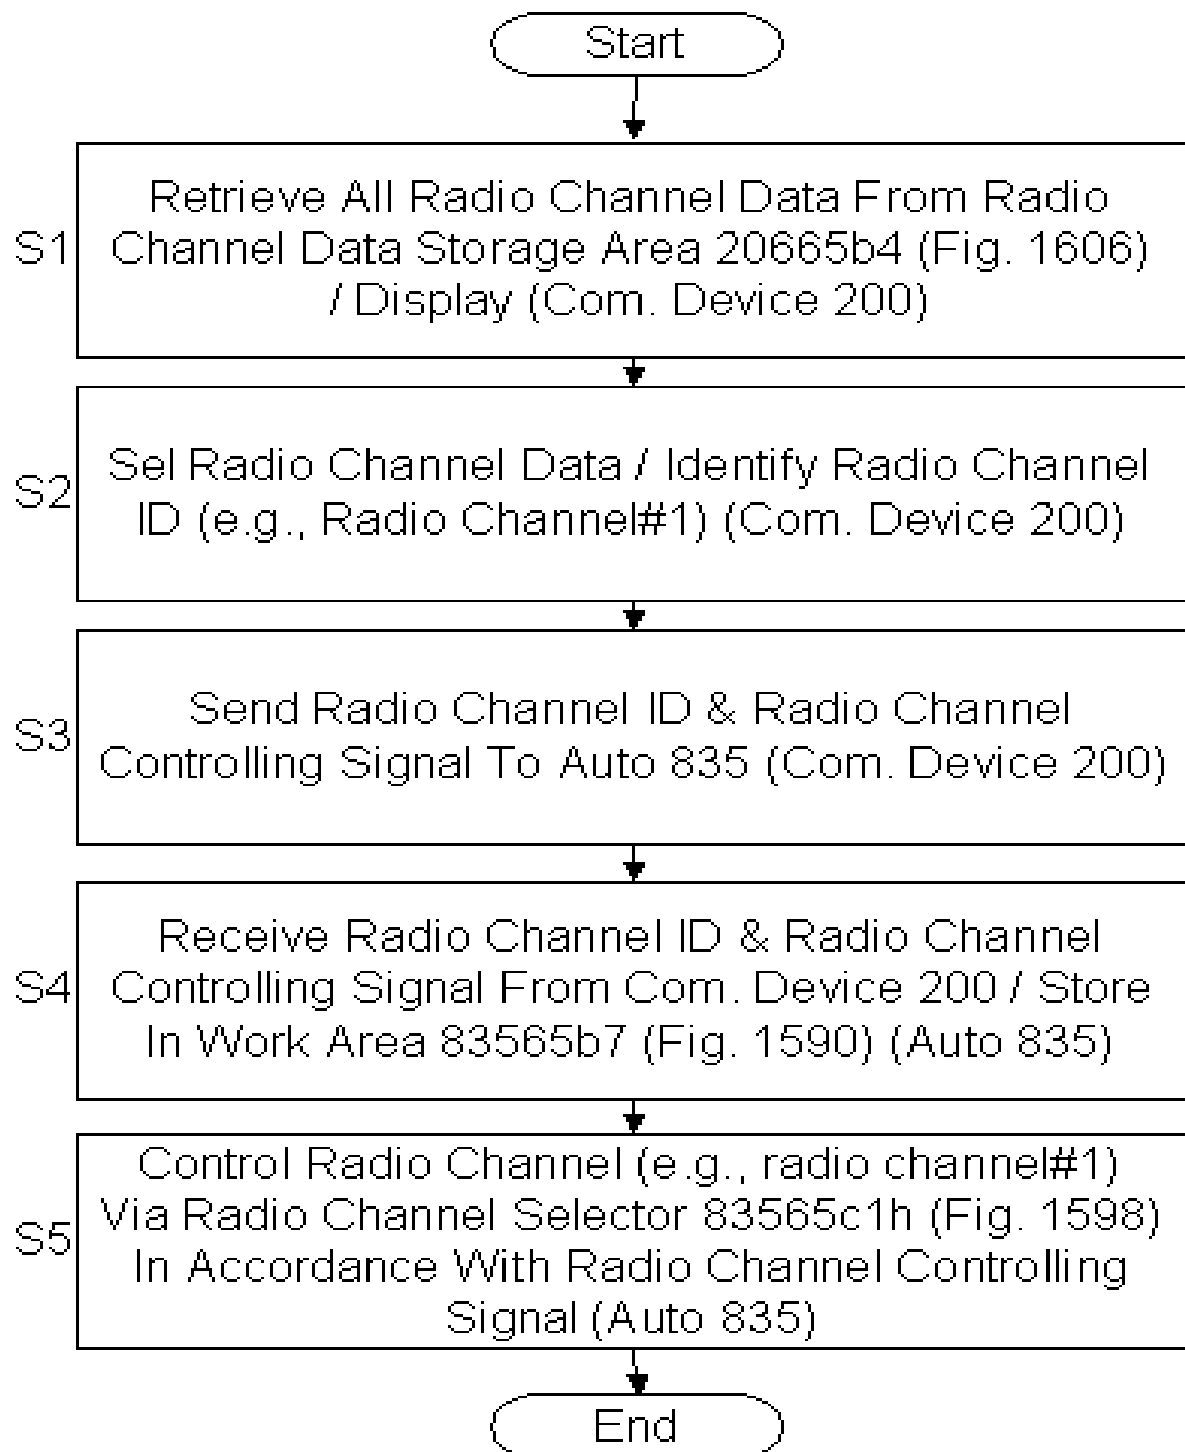 Start
S1
Retrieve All Radio Channel Data From Radio
Channel Data Storage Area 20665b4 (Fig. 1606)
/ Display (Com. Device 200)
S2
Sel Radio Channel Data / Identify Radio Channel
ID (e.g., Radio Channel#1) (Com. Device 200)
S3
Send Radio Channel ID & Radio Channel
Controlling Signal To Auto 835 (Com. Device 200)
S4
Receive Radio Channel ID & Radio Channel
Controlling Signal From Com. Device 200 / Store
In Work Area 83565b7 (Fig. 1590) (Auto 835)
S5
Control Radio Channel (e.g., radio channel#1)
Via Radio Channel Selector 83565c1h (Fig. 1598)
In Accordance With Radio Channel Controlling
Signal (Auto 835)
End